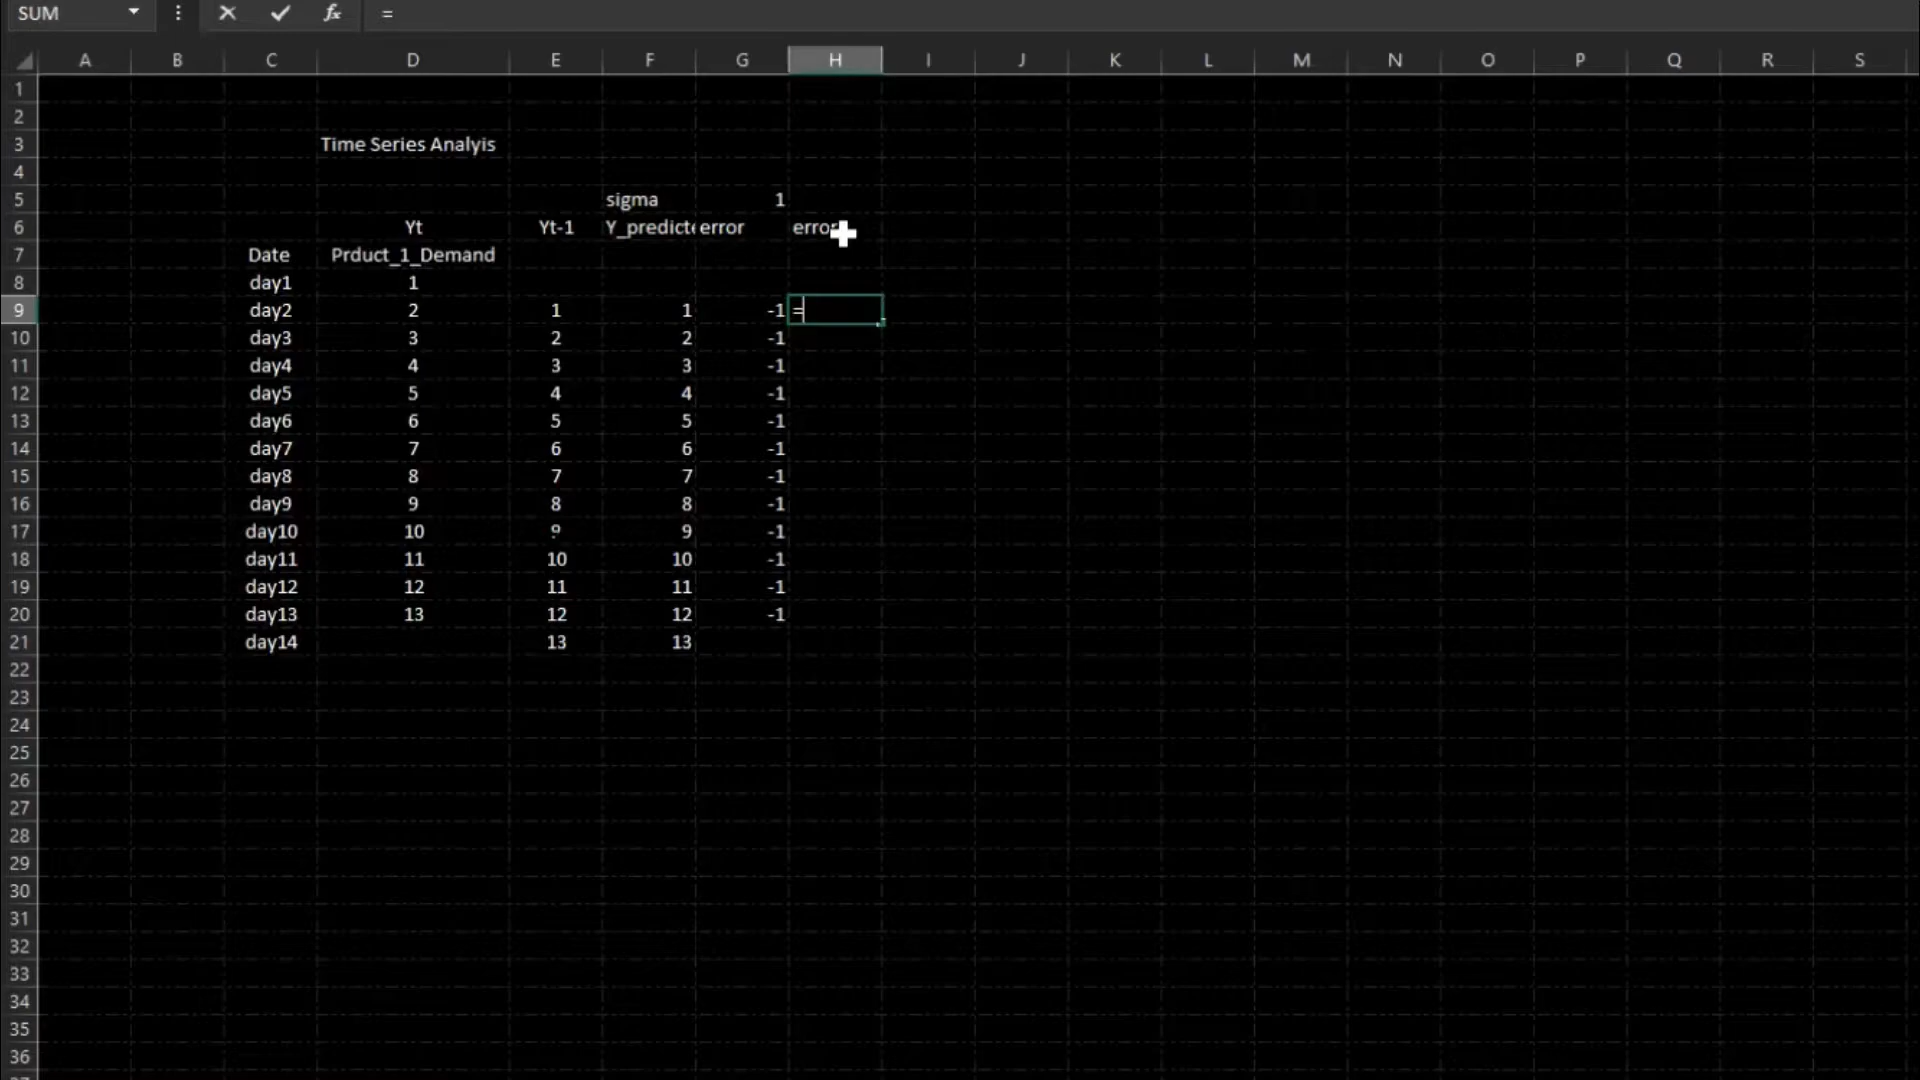 SUM =
A B C D E F G H I J K L M N O P Q R S
1
2
3 Time Series Analyis
4
5 sigma 1
6 Yt Yt-1 Y_predicte error error
7 Date Prduct_1_Demand
8 day1 1
9 day2 2 1 1 -1 =
10 day3 3 2 2 -1
11 day4 4 3 3 -1
12 day5 5 4 4 -1
13 day6 6 5 5 -1
14 day7 7 6 6 -1
15 day8 8 7 7 -1
16 day9 9 8 8 -1
17 day10 10 9 9 -1
18 day11 11 10 10 -1
19 day12 12 11 11 -1
20 day13 13 12 12 -1
21 day14 13 13
22
23
24
25
26
27
28
29
30
31
32
33
34
35
36